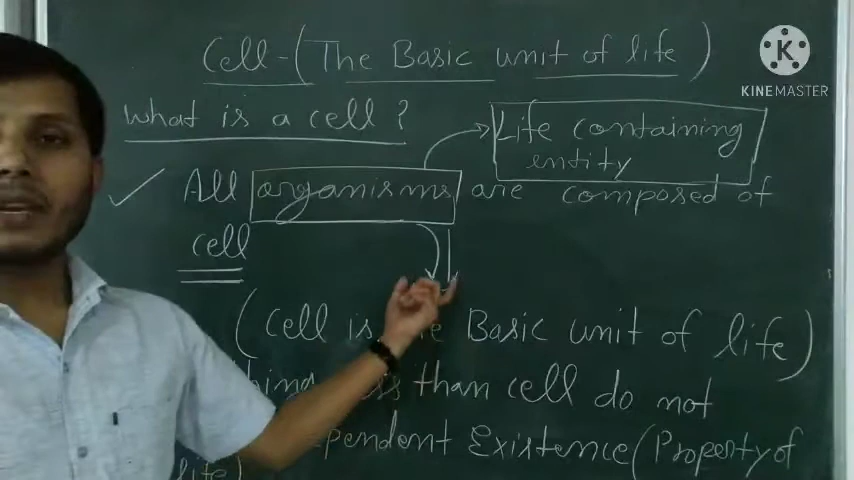 Cell-(The Basic unit of life)
What is a cell?
Life containing
entity
All organisms are composed of
cell
(Cell is Basic unit of life)
than cell do not
Existence (Property of
life)
K
KINEMASTER